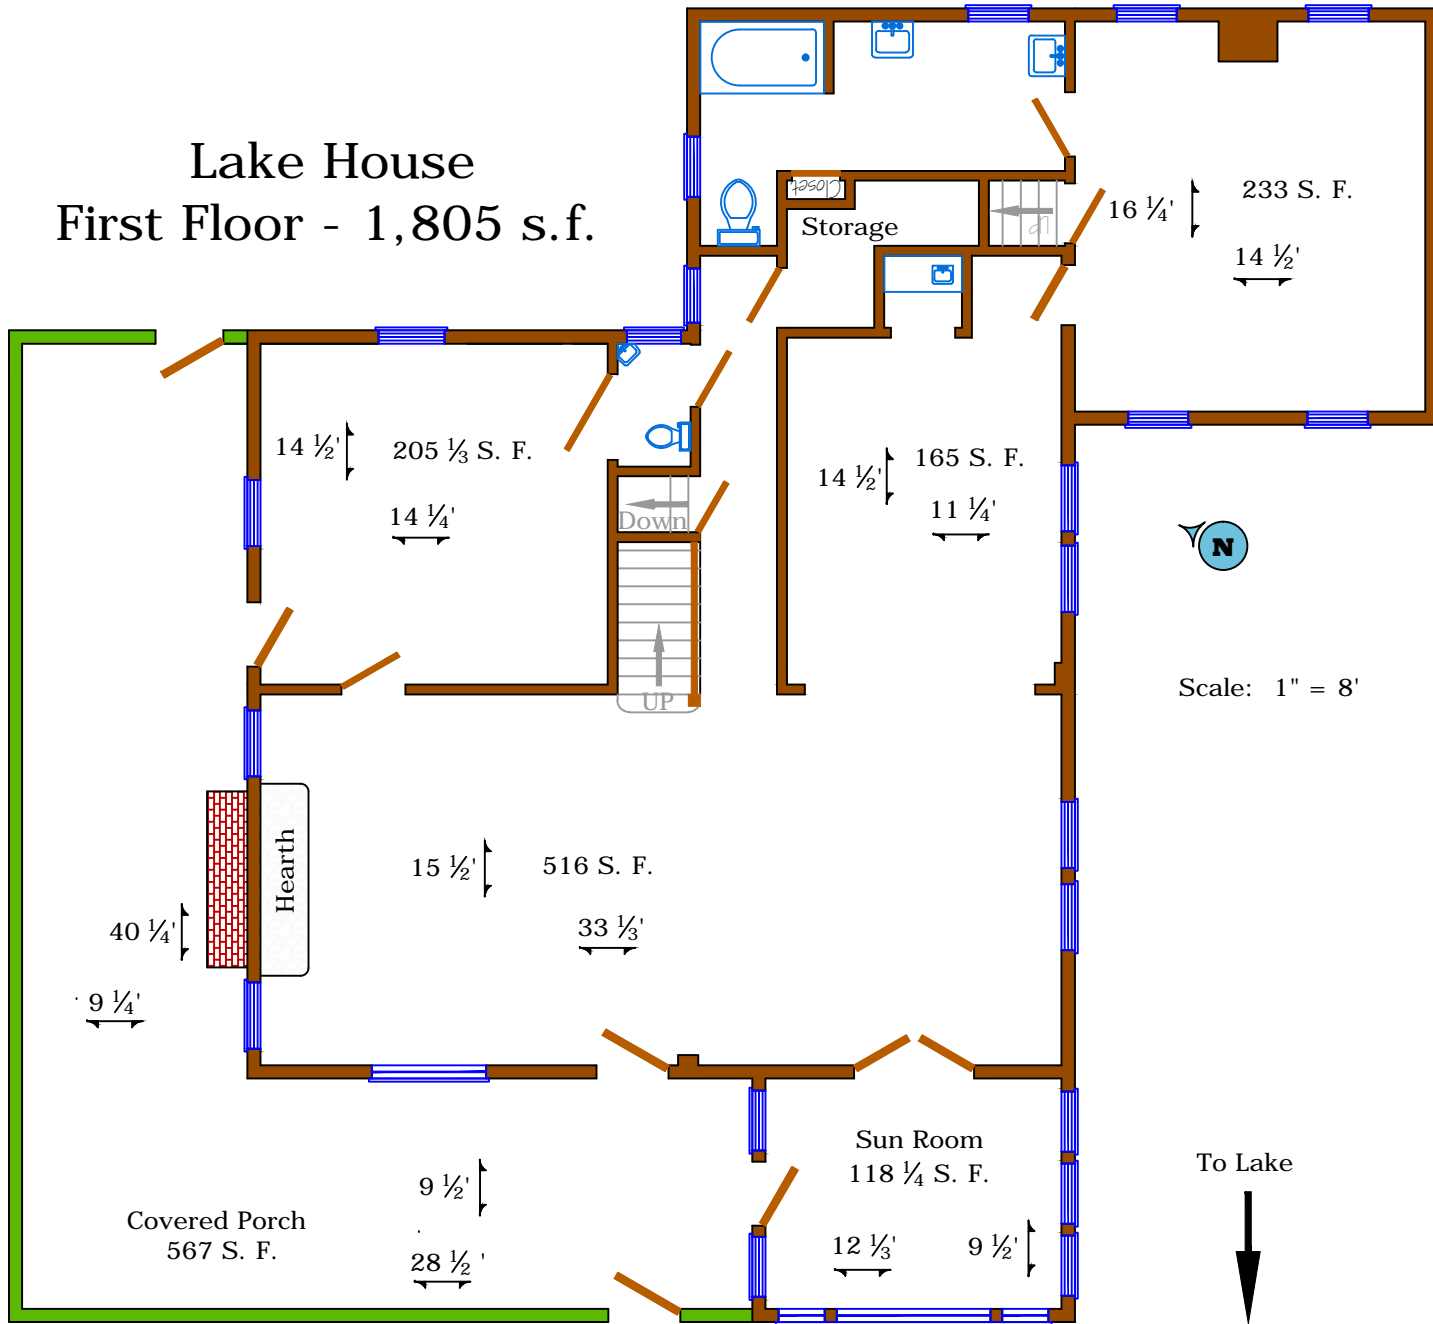 Lake House
First Floor - 1,805 s.f.
Closet
Storage
Up
16 ¼'
233 S. F.
14 ½'
14 ½'
205 ⅓ S. F.
14 ¼'
14 ½'
165 S. F.
11 ¼'
Down
N
UP
Scale: 1" = 8'
Hearth
15 ½'
516 S. F.
33 ⅓'
40 ¼'
9 ¼'
Sun Room
118 ¼ S. F.
12 ⅓'
9 ½'
To Lake
9 ½'
Covered Porch
567 S. F.
28 ½ '